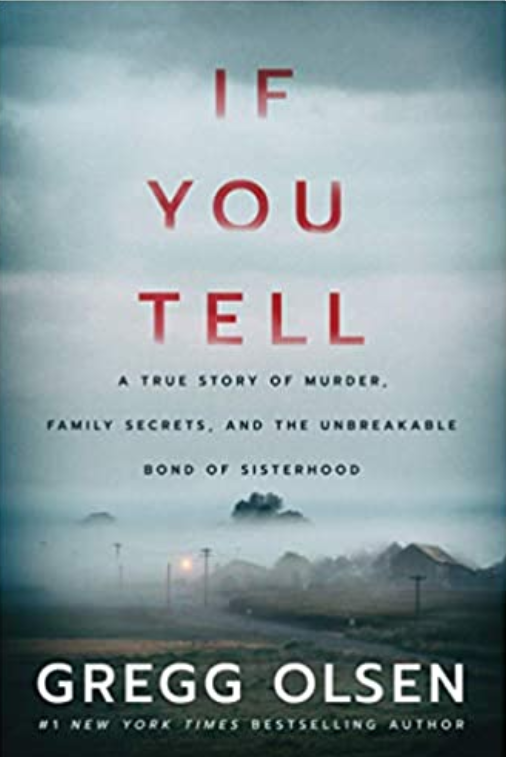 IF
YOU
TELL
A TRUE STORY OF MURDER,
FAMILY SECRETS, AND THE UNBREAKABLE
BOND OF SISTERHOOD
GREGG OLSEN
#1 NEW YORK TIMES BESTSELLING AUTHOR